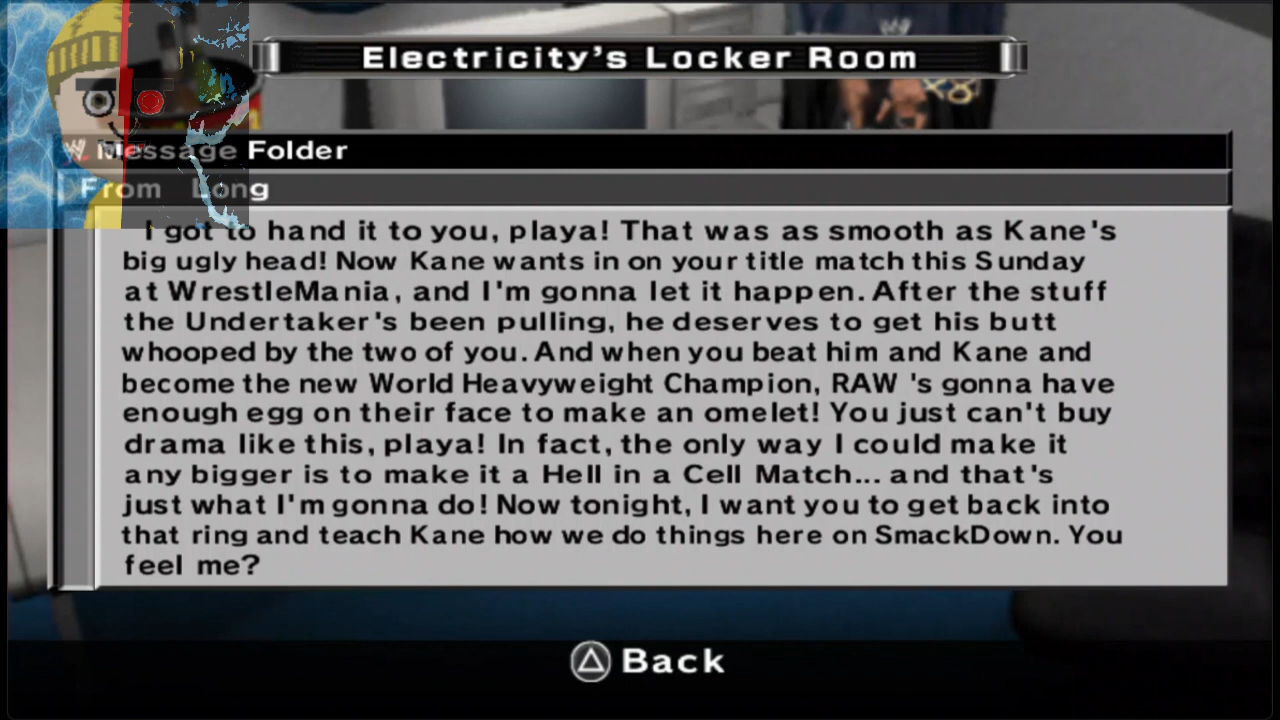 Electricity's Locker Room
Message Folder
From Long
I got to hand it to you, playa! That was as smooth as Kane's
big ugly head! Now Kane wants in on your title match this Sunday
at WrestleMania, and I'm gonna let it happen. After the stuff
the Undertaker's been pulling, he deserves to get his butt
whooped by the two of you. And when you beat him and Kane and
become the new World Heavyweight Champion, RAW 's gonna have
enough egg on their face to make an omelet! You just can't buy
drama like this, playa! In fact, the only way I could make it
any bigger is to make it a Hell in a Cell Match... and that's
just what I'm gonna do! Now tonight, I want you to get back into
that ring and teach Kane how we do things here on SmackDown. You
feel me?
Back